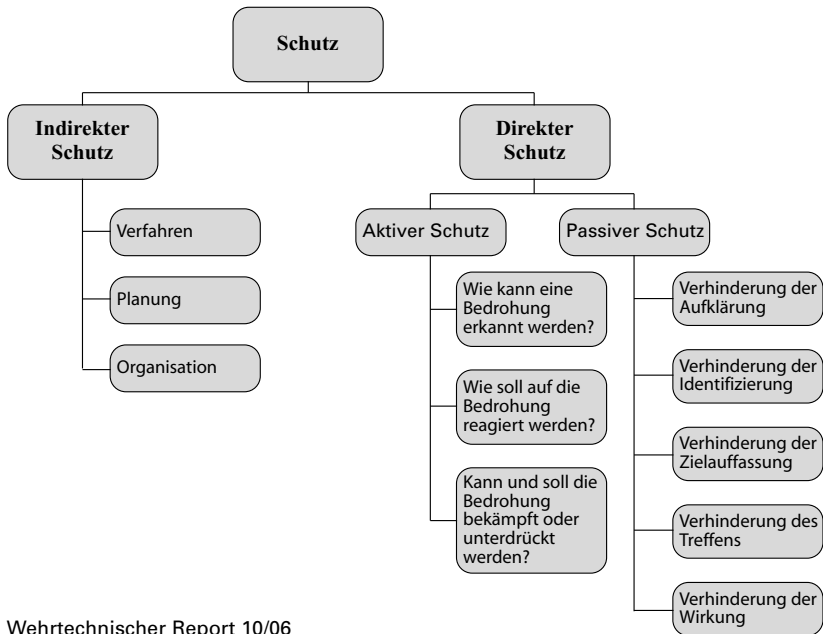 Schutz
Indirekter
Schutz
Verfahren
Planung
Organisation
Direkter
Schutz
Aktiver Schutz
Wie kann eine
Bedrohung
erkannt werden?
Wie soll auf die
Bedrohung
reagiert werden?
Kann und soll die
Bedrohung
bekämpft oder
unterdrückt
werden?
Passiver Schutz
Verhinderung der
Aufklärung
Verhinderung der
Identifizierung
Verhinderung der
Zielauffassung
Verhinderung des
Treffens
Verhinderung der
Wirkung
Wehrtechnischer Report 10/06